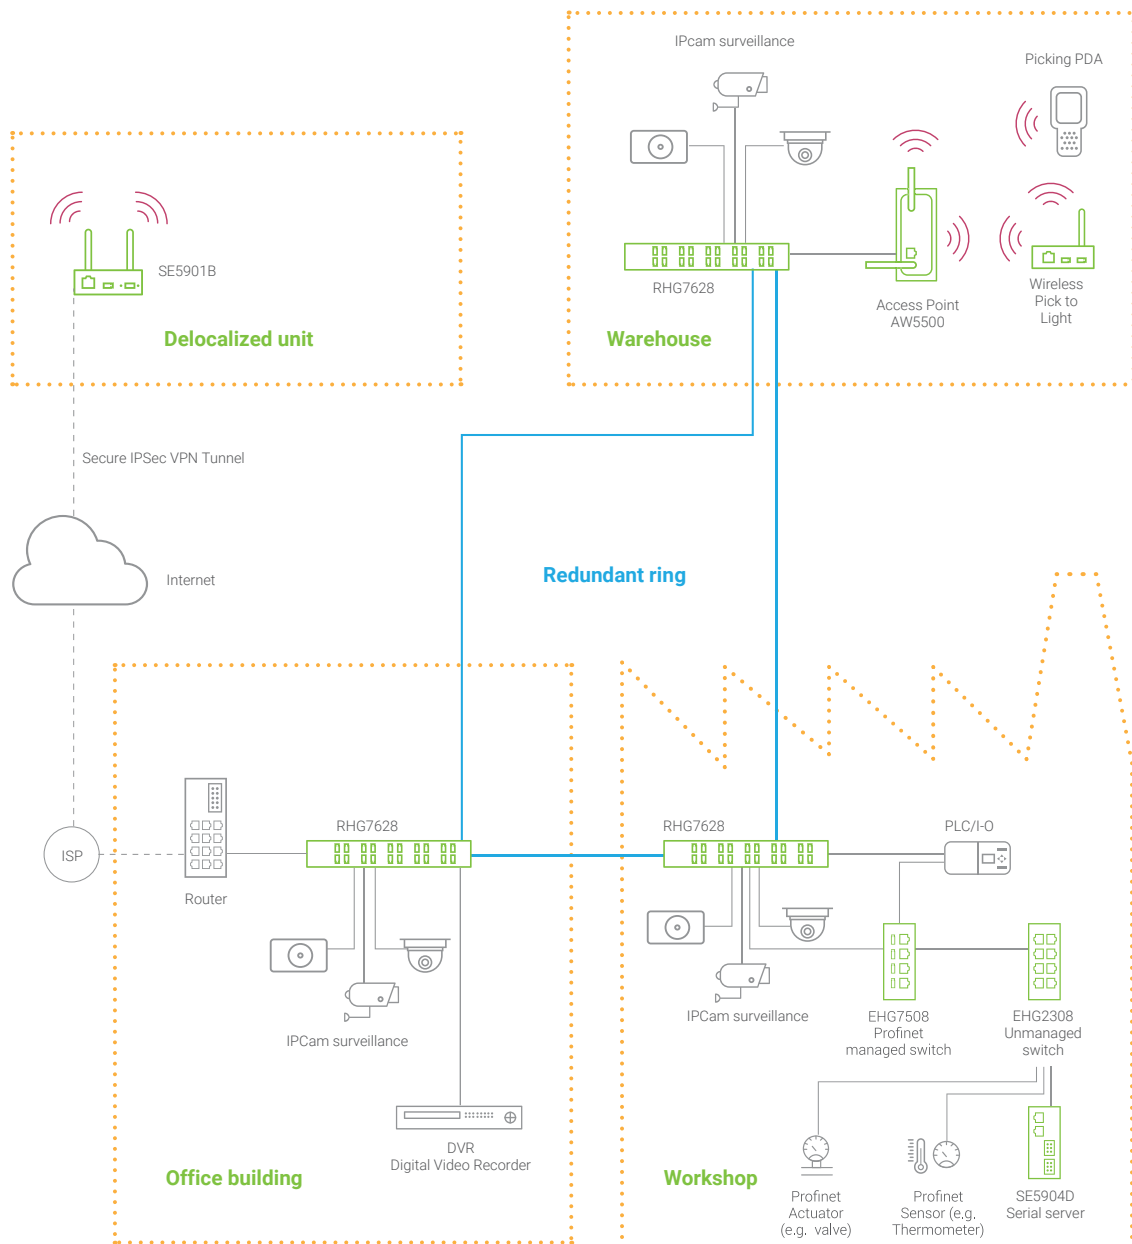 IPcam surveillance
Picking PDA
SE5901B
RHG7628
Access Point
AW5500
Wireless
Pick to
Light
Delocalized unit
Warehouse
Secure IPSec VPN Tunnel
Internet
Redundant ring
RHG7628
RHG7628
PLC/I-O
ISP
Router
IPCam surveillance
IPCam surveillance
EHG7508
Profinet
managed switch
EHG2308
Unmanaged
switch
DVR
Digital Video Recorder
Office building
Workshop
Profinet
Actuator
(e.g. valve)
Profinet
Sensor (e,g.
Thermometer)
SE5904D
Serial server